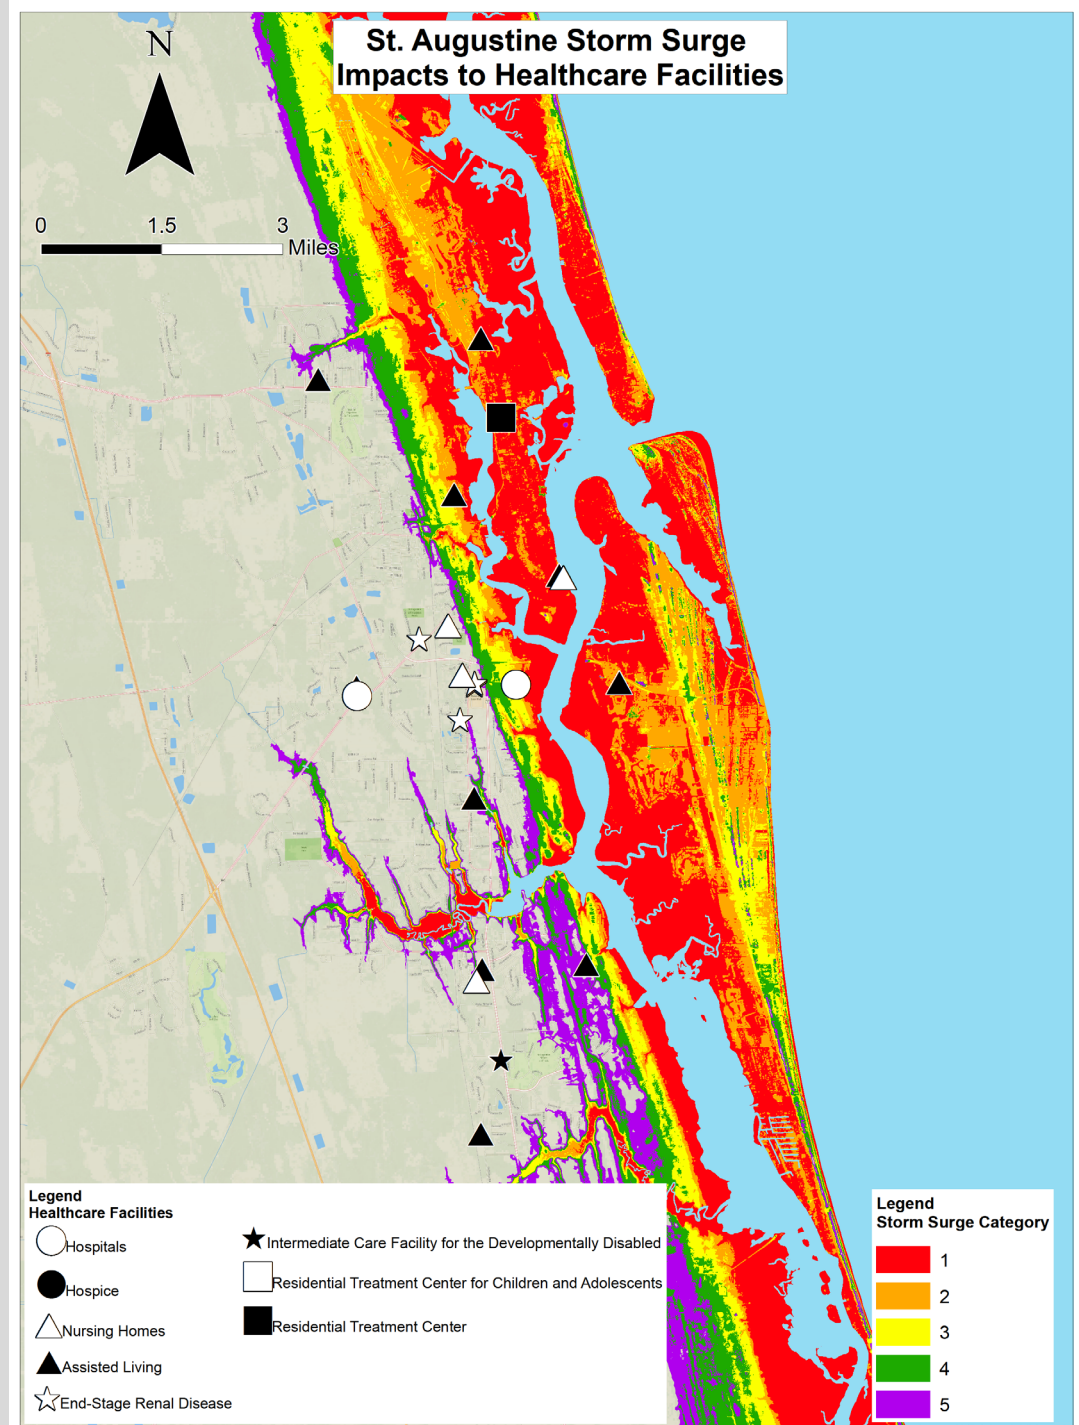 St. Augustine Storm Surge
Impacts to Healthcare Facilities
N
0 1.5 3
Miles
Legend
Healthcare Facilities
Hospitals
Hospice
Nursing Homes
Assisted Living
End-Stage Renal Disease
Intermediate Care Facility for the Developmentally Disabled
Residential Treatment Center for Children and Adolescents
Residential Treatment Center
Legend
Storm Surge Category
1
2
3
4
5